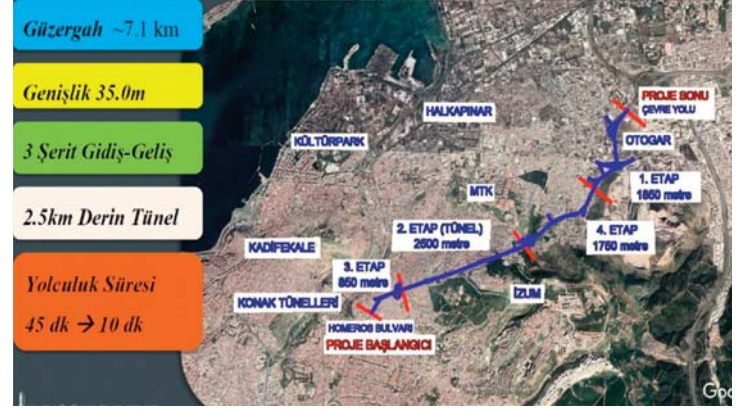 Güzergah ~7.1 km
Genişlik 35.0m
3 Şerit Gidiş-Geliş
2.5km Derin Tünel
Yolculuk Süresi
45 dk → 10 dk
PROJE SONU
ÇEVRE YOLU
HALKAPINAR
OTOGAR
KÜLTÜRPARK
1. ETAP
1850 metre
MTK
2. ETAP (TÜNEL)
2500 metre
4. ETAP
1750 metre
KADİFEKALE
3. ETAP
850 metre
İZUM
KONAK TÜNELLERİ
HOMEROS BULVARI
PROJE BAŞLANGICI
Goo